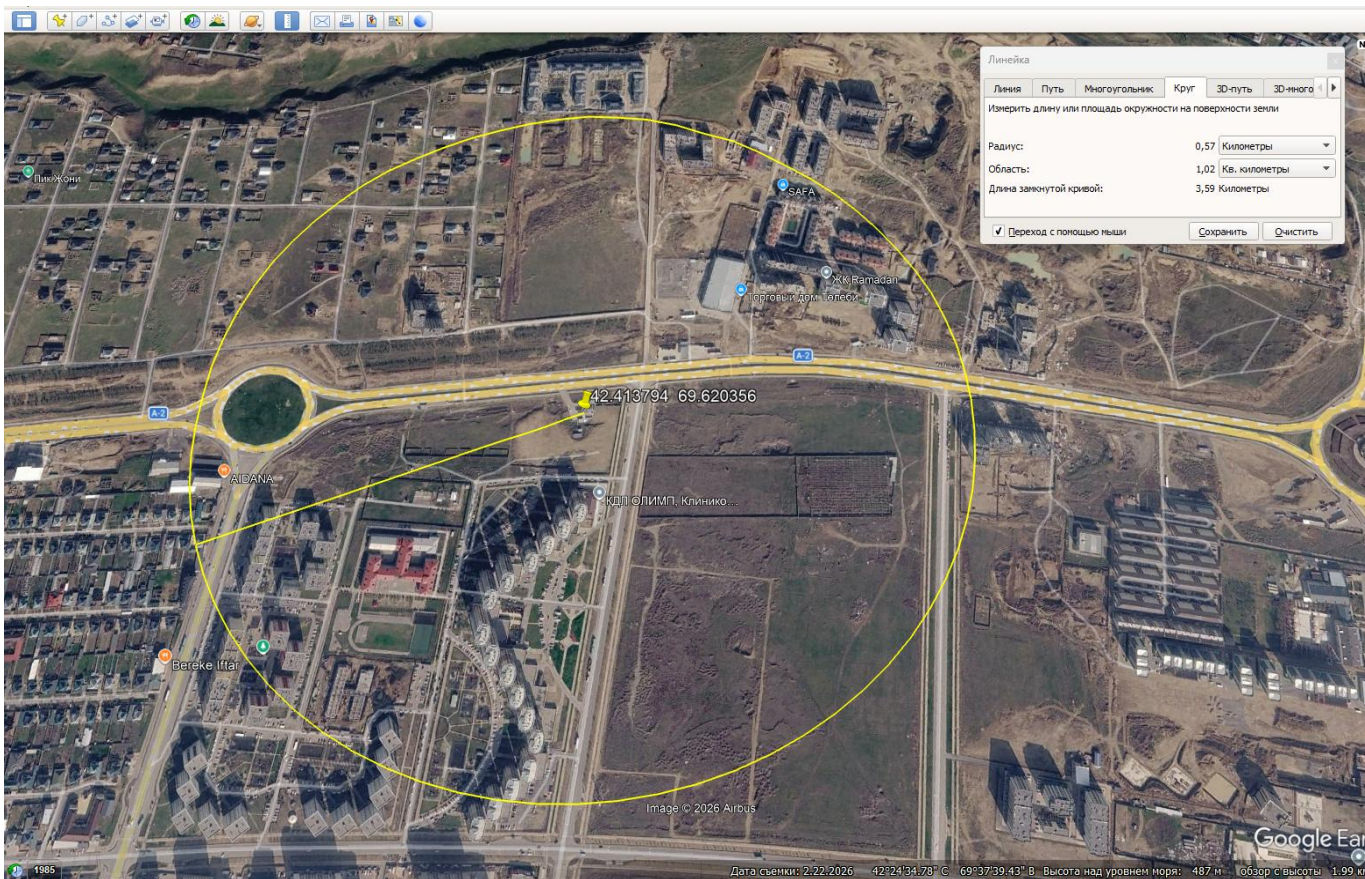 Линейка
Линия Путь Многоугольник Круг 3D-путь 3D-много
Измерить длину или площадь окружности на поверхности земли
Радиус: 0,57 Километры
Область: 1,02 Кв. километры
Длина замкнутой кривой: 3,59 Километры
Переход с помощью мыши Сохранить Очистить
Пик Жони
SAFA
ЖК Ramadan
Торговый дом Төлеби
A-2
42.413794 69.620356
A-2
AIDANA
КДЛ ОЛИМП, Клинико...
Bereke Iftar
Image © 2026 Airbus
Google Ear
1985
Дата съемки: 2.22.2026 42°24'34.78" С 69°37'39.43" В Высота над уровнем моря: 487 м обзор с высоты 1.99 к